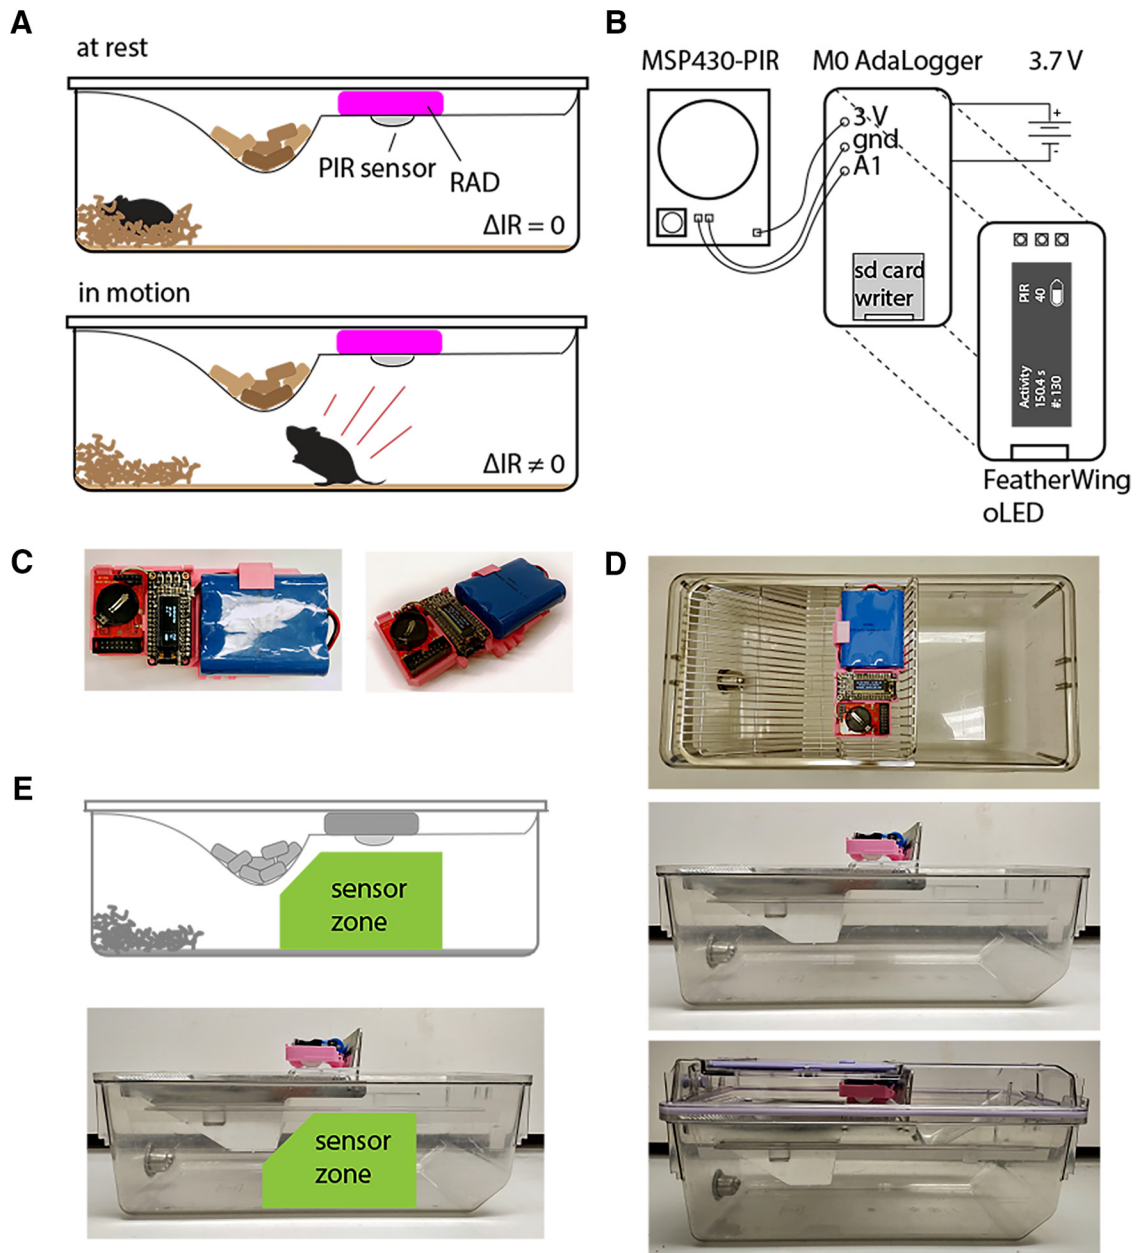 A
at rest
PIR sensor
RAD
ΔIR = 0
in motion
ΔIR ≠ 0
B
MSP430-PIR
M0 AdaLogger
3.7 V
3 V
gnd
A1
+
-
sd card
writer
PIR
40
Activity
150.4 s
#: 130
FeatherWing
oLED
C
D
E
sensor
zone
sensor
zone